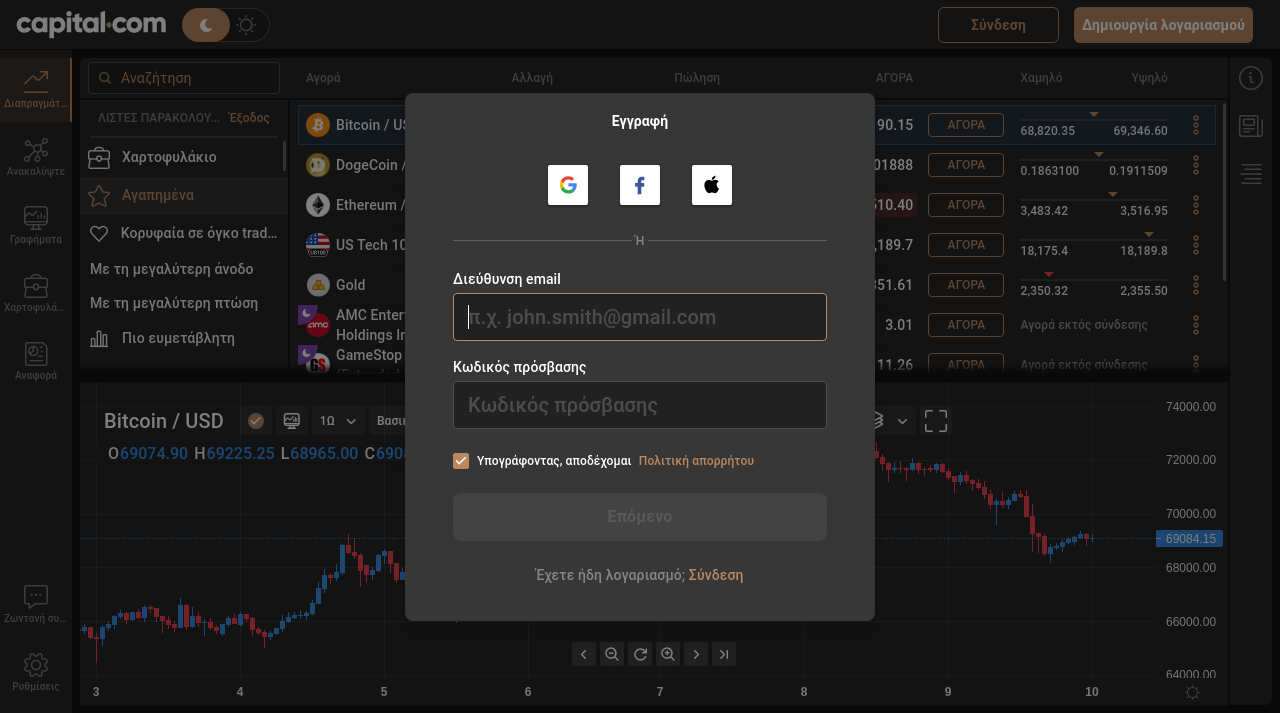 capital.com
Σύνδεση
Δημιουργία λογαριασμού
Διαπραγμάτ...
Ανακαλύψτε
Γραφήματα
Χαρτοφυλά...
Αναφορά
Ζωντανή συ...
Ρυθμίσεις
Αναζήτηση
ΛΙΣΤΕΣ ΠΑΡΑΚΟΛΟΥ... Έξοδος
Χαρτοφυλάκιο
Αγαπημένα
Κορυφαία σε όγκο trad...
Με τη μεγαλύτερη άνοδο
Με τη μεγαλύτερη πτώση
Πιο ευμετάβλητη
Αγορά Αλλαγή Πώληση ΑΓΟΡΑ Χαμηλό Υψηλό
Bitcoin / US 90.15 ΑΓΟΡΑ 68,820.35 69,346.60
DogeCoin / 01888 ΑΓΟΡΑ 0.1863100 0.1911509
Ethereum / 510.40 ΑΓΟΡΑ 3,483.42 3,516.95
US Tech 10 ,189.7 ΑΓΟΡΑ 18,175.4 18,189.8
Gold 351.61 ΑΓΟΡΑ 2,350.32 2,355.50
AMC Enter
Holdings In 3.01 ΑΓΟΡΑ Αγορά εκτός σύνδεσης
GameStop 11.26 ΑΓΟΡΑ Αγορά εκτός σύνδεσης
Εγγραφή
Ή
Διεύθυνση email
π.χ. john.smith@gmail.com
Κωδικός πρόσβασης
Κωδικός πρόσβασης
Υπογράφοντας, αποδέχομαι Πολιτική απορρήτου
Επόμενο
Έχετε ήδη λογαριασμό; Σύνδεση
Bitcoin / USD 1Ω Βασι
O69074.90 H69225.25 L68965.00 C690
74000.00
72000.00
70000.00
69084.15
68000.00
66000.00
64000.00
3 4 5 6 7 8 9 10